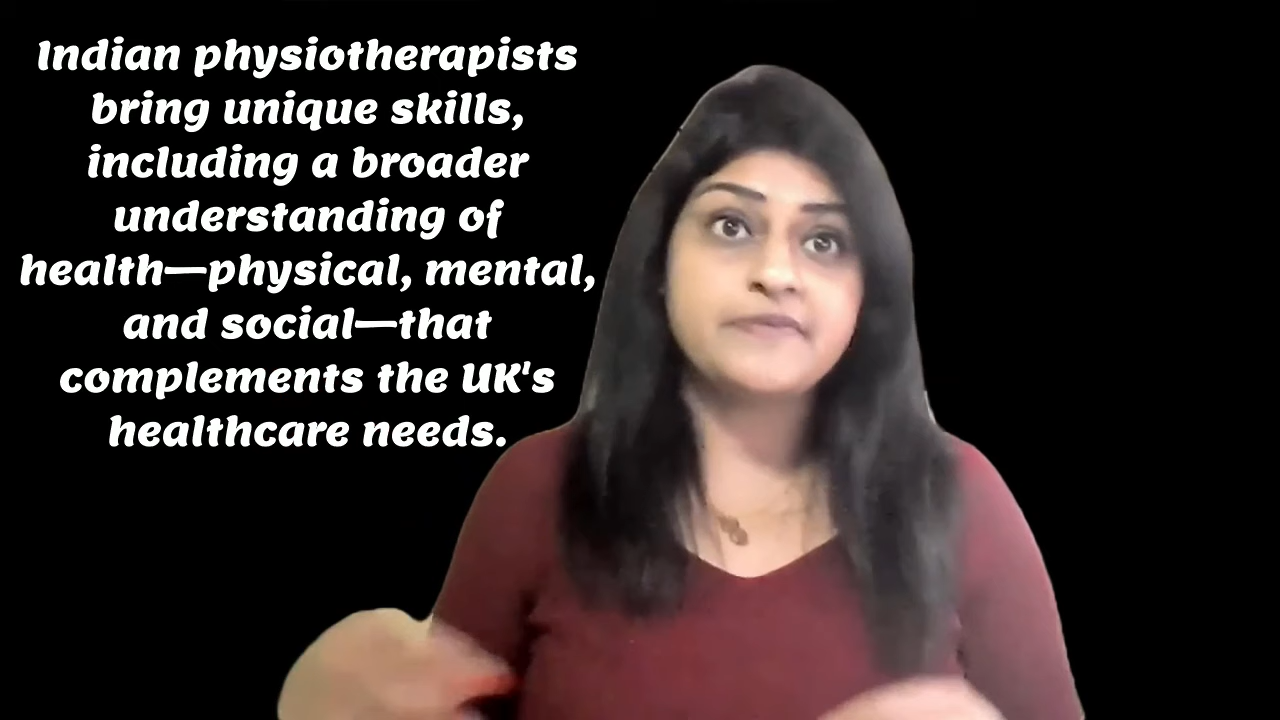 Indian physiotherapists
bring unique skills,
including a broader
understanding of
health—physical, mental,
and social—that
complements the UK's
healthcare needs.